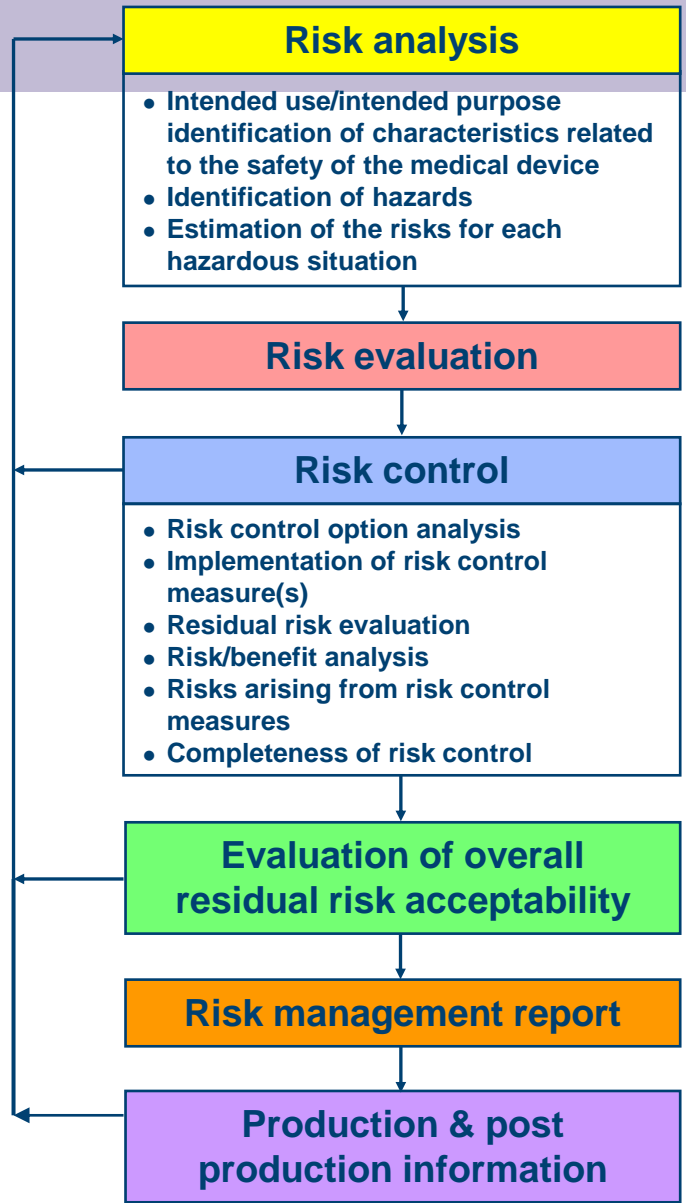 Risk analysis
• Intended use/intended purpose
identification of characteristics related
to the safety of the medical device
• Identification of hazards
• Estimation of the risks for each
hazardous situation
Risk evaluation
Risk control
• Risk control option analysis
• Implementation of risk control
measure(s)
• Residual risk evaluation
• Risk/benefit analysis
• Risks arising from risk control
measures
• Completeness of risk control
Evaluation of overall
residual risk acceptability
Risk management report
Production & post
production information